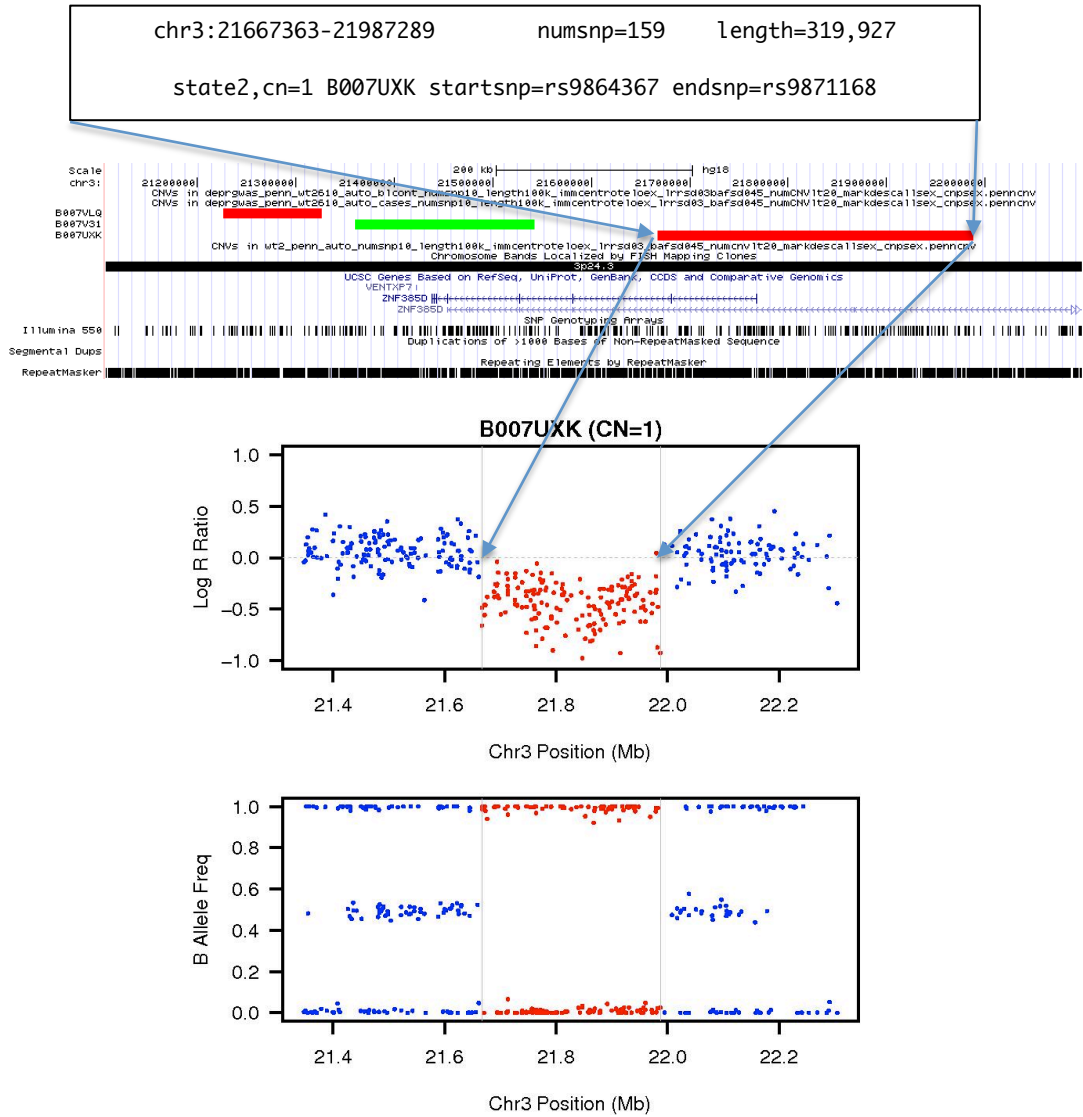 chr3:21667363-21987289 numsnp=159 length=319,927
state2,cn=1 B007UXK startsnp=rs9864367 endsnp=rs9871168
Scale 200 kb hg18
chr3: 21200000 21300000 21400000 21500000 21600000 21700000 21800000 21900000 22000000
CNVs in deprgwas_penn_wt2610_auto_blcont_numsnp10_length100k_immcentroteloex_lrrsd03bafsd045_numCNVlt20_markdescallsex_cnpsex.penncnv
CNVs in deprgwas_penn_wt2610_auto_cases_numsnp10_length100k_immcentroteloex_lrrsd03bafsd045_numCNVlt20_markdescallsex_cnpsex.penncnv
B007VLQ
B007V31
B007UXK
CNVs in wt2_penn_auto_numsnp10_length100k_immcentroteloex_lrrsd03_bafsd045_numcnvlt20_markdescallsex_cnpsex.penncnv
Chromosome Bands Localized by FISH Mapping Clones
3p24.3
UCSC Genes Based on RefSeq, UniProt, GenBank, CCDS and Comparative Genomics
VENTXP7
ZNF385D
ZNF385D
SNP Genotyping Arrays
Illumina 550
Duplications of >1000 Bases of Non-RepeatMasked Sequence
Segmental Dups
Repeating Elements by RepeatMasker
RepeatMasker
B007UXK (CN=1)
1.0
0.5
0.0
−0.5
−1.0
Log R Ratio
21.4 21.6 21.8 22.0 22.2
Chr3 Position (Mb)
1.0
0.8
0.6
0.4
0.2
0.0
B Allele Freq
21.4 21.6 21.8 22.0 22.2
Chr3 Position (Mb)